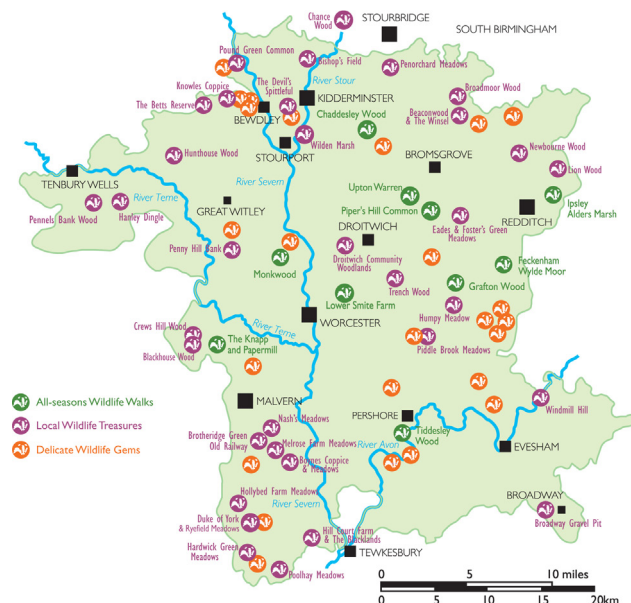 Chance
Wood
STOURBRIDGE
SOUTH BIRMINGHAM
Pound Green Common
Bishop's Field
Penorchard Meadows
River Stour
Knowles Coppice
The Devil's
Spittleful
KIDDERMINSTER
Broadmoor Wood
The Betts Reserve
BEWDLEY
Chaddesley Wood
Beaconwood
& The Winsel
STOURPORT
Wilden Marsh
Hunthouse Wood
BROMSGROVE
Newbourne Wood
Lion Wood
TENBURY WELLS
River Severn
River Teme
Upton Warren
Ipsley
Alders Marsh
Pennels Bank Wood
Hanley Dingle
GREAT WITLEY
Piper's Hill Common
REDDITCH
DROITWICH
Eades & Foster's Green
Meadows
Penny Hill Bank
Monkwood
Droitwich Community
Woodlands
Feckenham
Wylde Moor
Trench Wood
Grafton Wood
Lower Smite Farm
Humpy Meadow
WORCESTER
Crews Hill Wood
River Teme
The Knapp
and Papermill
Blackhouse Wood
Piddle Brook Meadows
All-seasons Wildlife Walks
MALVERN
Windmill Hill
Local Wildlife Treasures
PERSHORE
Nash's Meadows
Tiddesley
Wood
Delicate Wildlife Gems
Brotheridge Green
Old Railway
Melrose Farm Meadows
River Avon
EVESHAM
Boynes Coppice
& Meadows
Hollybed Farm Meadows
River Severn
BROADWAY
Duke of York
& Ryefield Meadows
Broadway Gravel Pit
Hill Court Farm
& The Blacklands
Hardwick Green
Meadows
TEWKESBURY
Poolhay Meadows
0 5 10 miles
0 5 10 15 20km